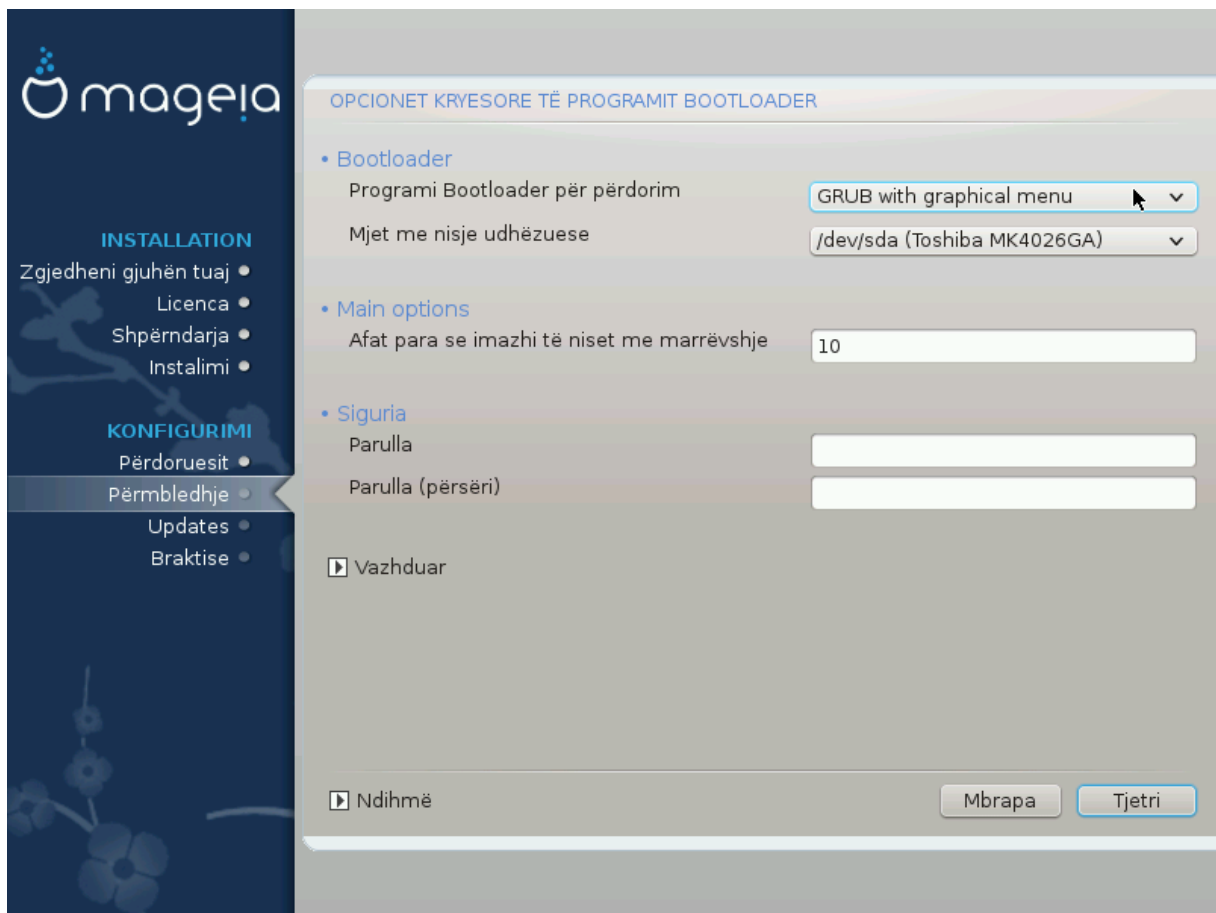 mageia
INSTALLATION
Zgjedheni gjuhën tuaj
Licenca
Shpërndarja
Instalimi
KONFIGURIMI
Përdoruesit
Përmbledhje
Updates
Braktise
OPCIONET KRYESORE TË PROGRAMIT BOOTLOADER
• Bootloader
Programi Bootloader për përdorim GRUB with graphical menu
Mjet me nisje udhëzuese /dev/sda (Toshiba MK4026GA)
• Main options
Afat para se imazhi të niset me marrëvshje 10
• Siguria
Parulla
Parulla (përsëri)
Vazhduar
Ndihmë Mbrapa Tjetri